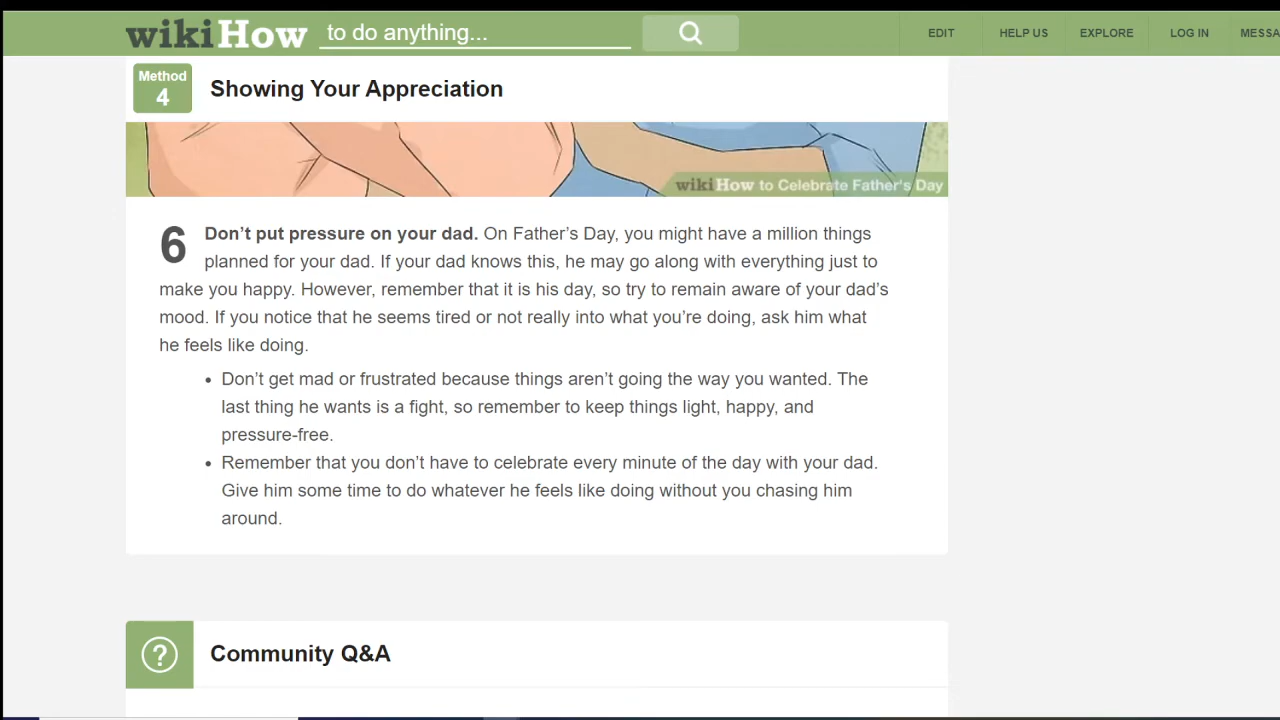 wikiHow to do anything... EDIT HELP US EXPLORE LOG IN MESSA
Method
4
Showing Your Appreciation
wikiHow to Celebrate Father's Day
6 Don’t put pressure on your dad. On Father’s Day, you might have a million things
planned for your dad. If your dad knows this, he may go along with everything just to
make you happy. However, remember that it is his day, so try to remain aware of your dad’s
mood. If you notice that he seems tired or not really into what you’re doing, ask him what
he feels like doing.
• Don’t get mad or frustrated because things aren’t going the way you wanted. The
last thing he wants is a fight, so remember to keep things light, happy, and
pressure-free.
• Remember that you don’t have to celebrate every minute of the day with your dad.
Give him some time to do whatever he feels like doing without you chasing him
around.
? Community Q&A